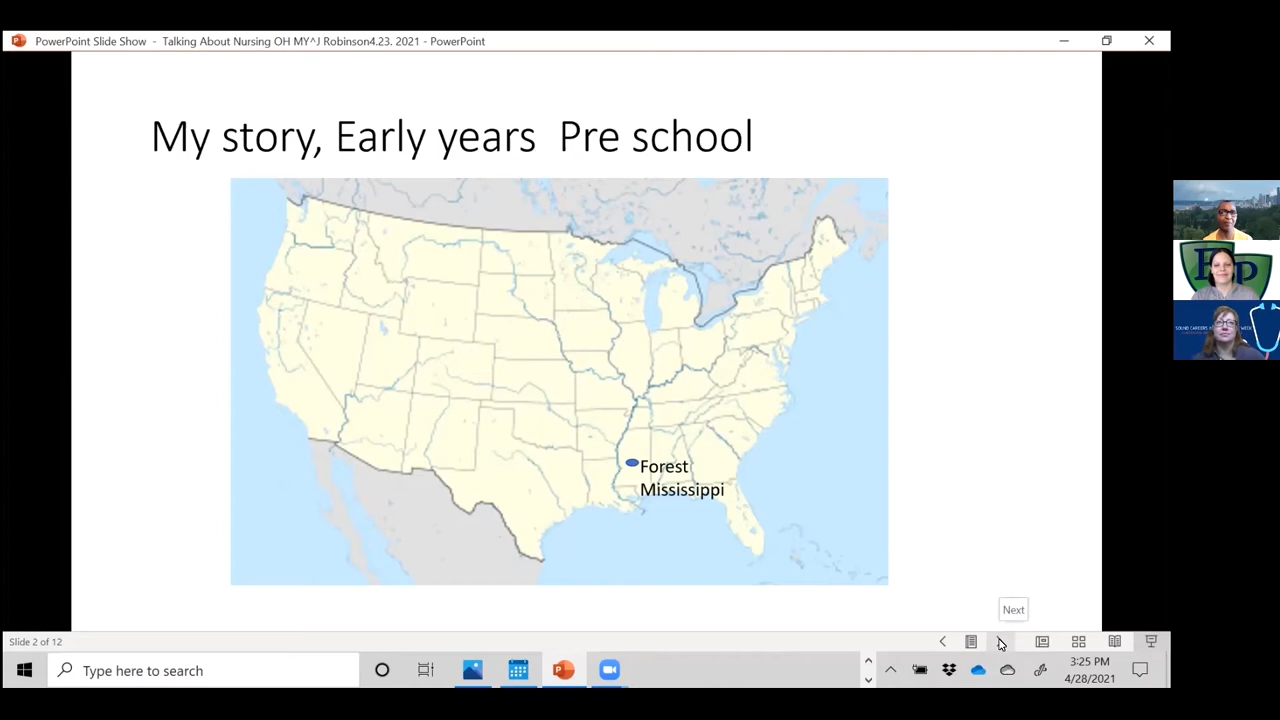 PowerPoint Slide Show - Talking About Nursing OH MY^J Robinson4.23. 2021 - PowerPoint
My story, Early years Pre school
Forest
Mississippi
Next
Slide 2 of 12
Type here to search
3:25 PM
4/28/2021